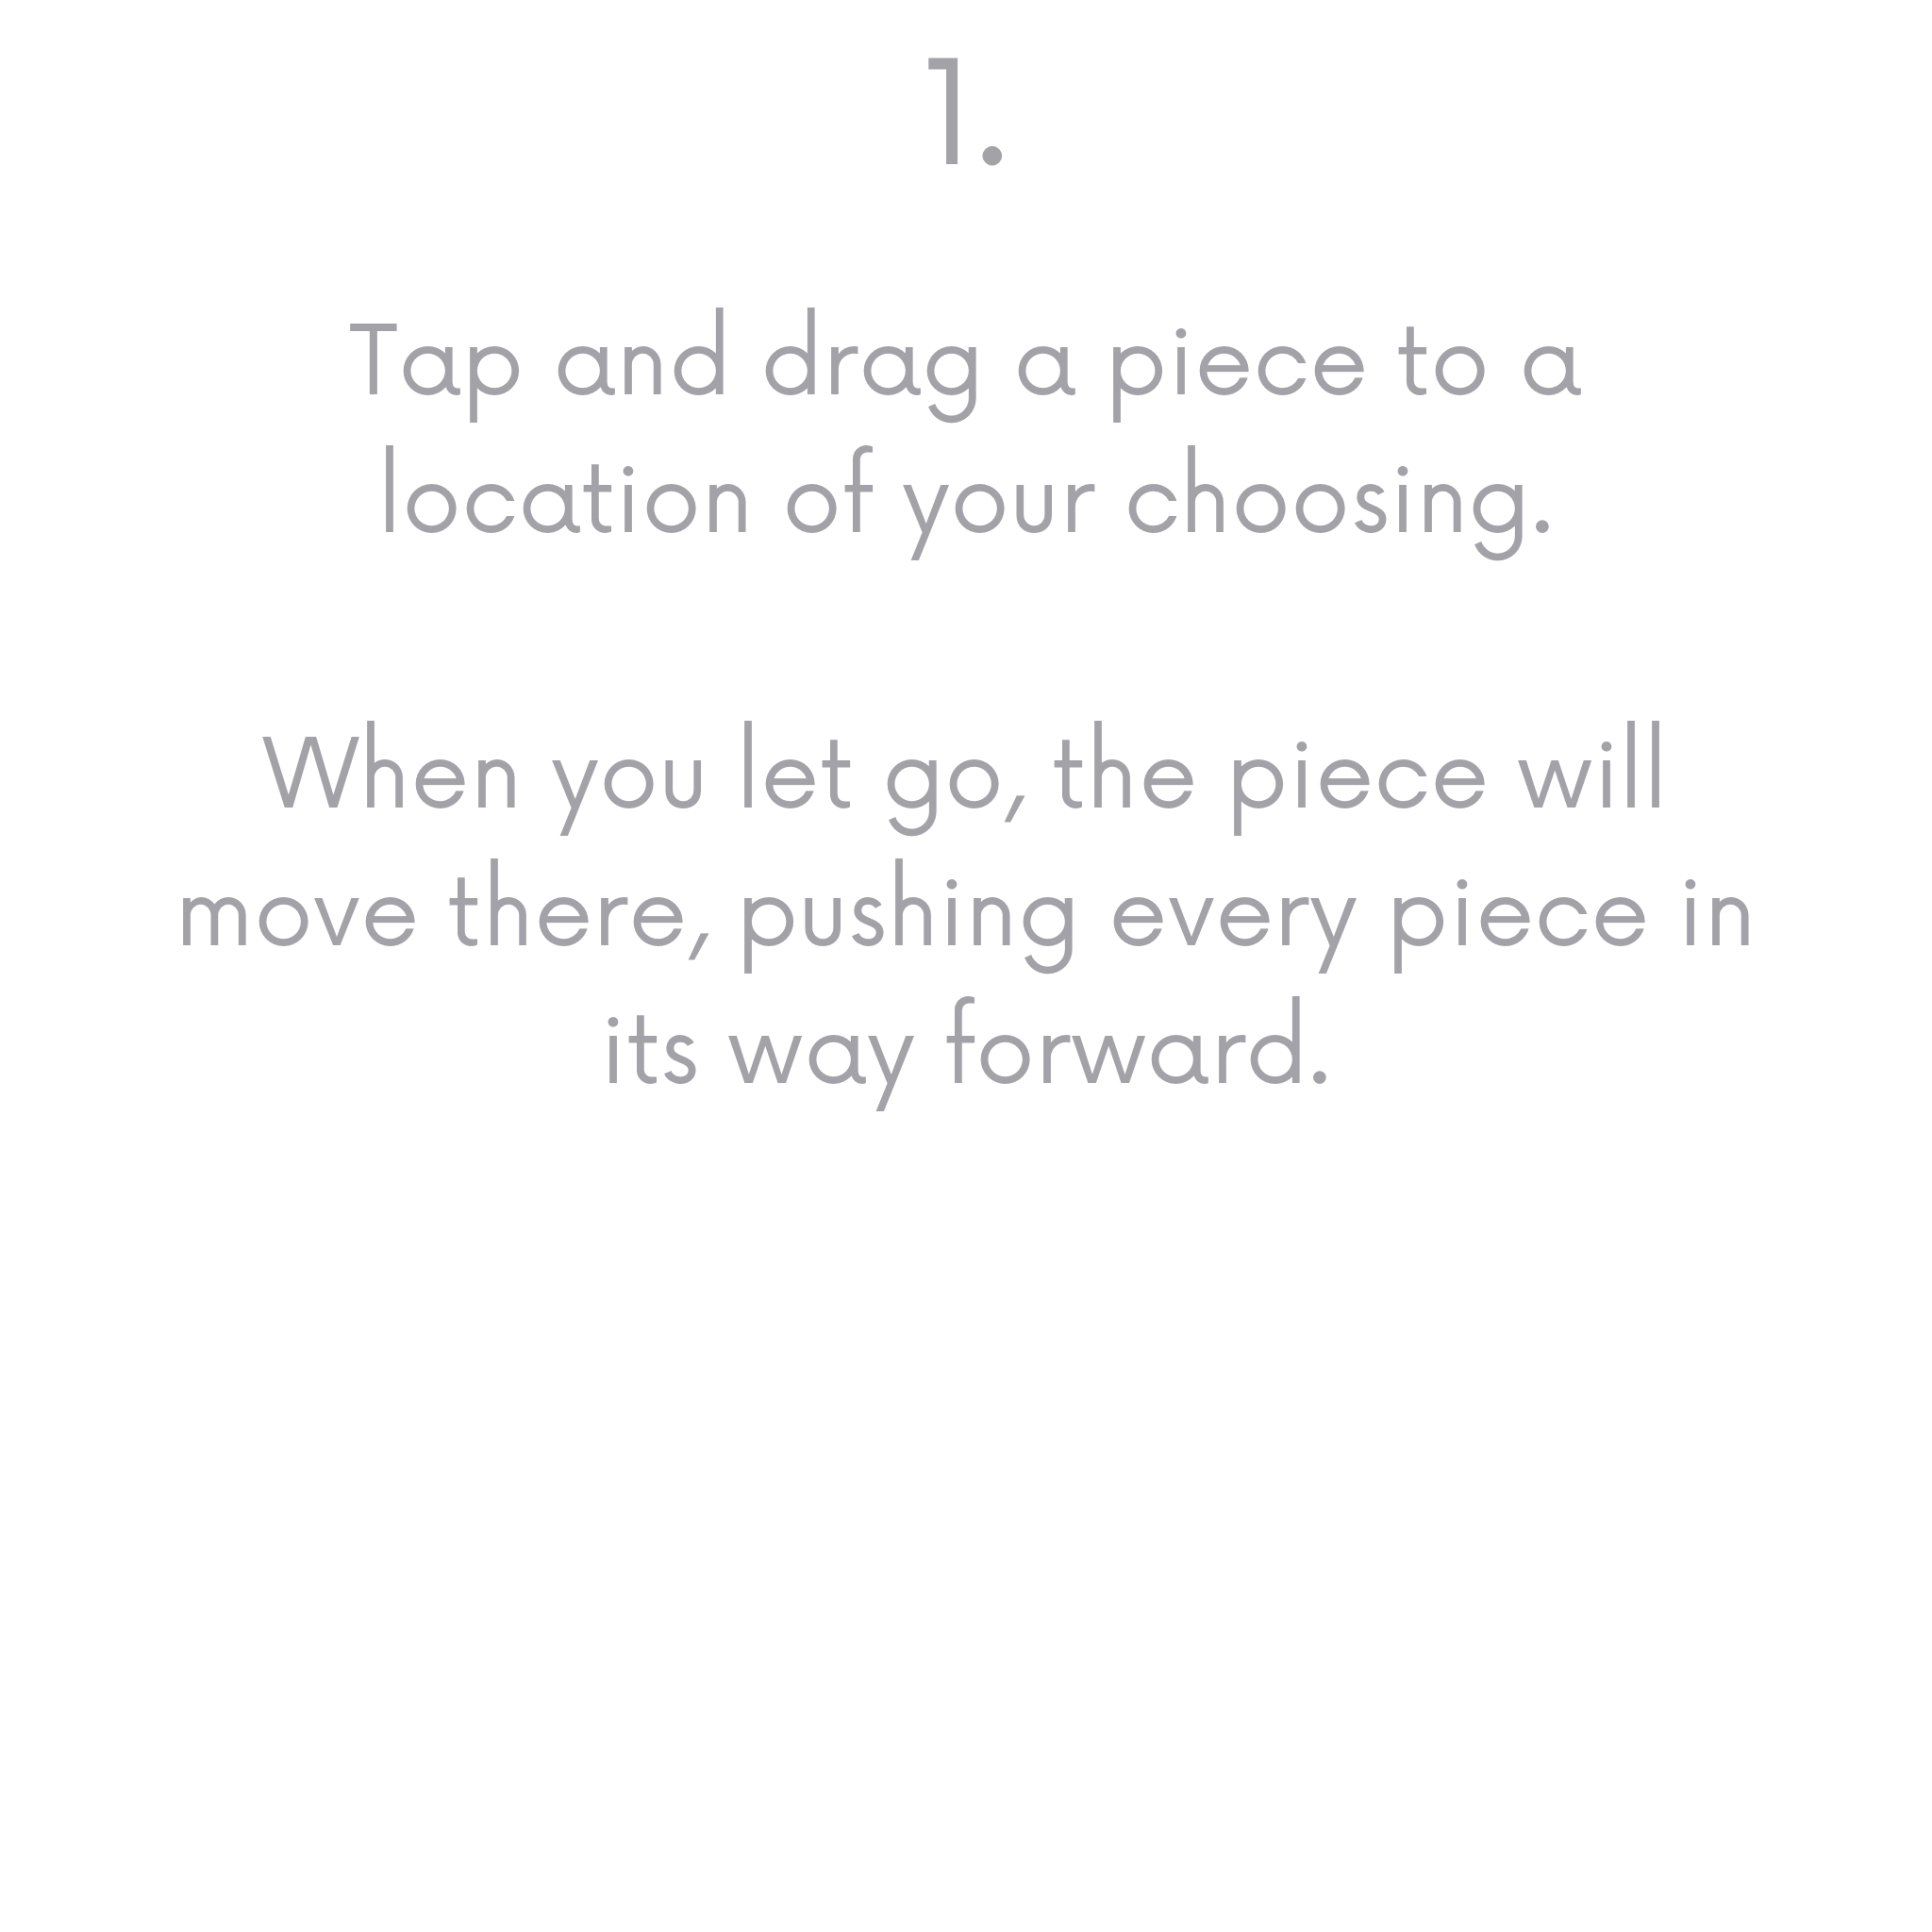 1.
Tap and drag a piece to a
location of your choosing.
When you let go, the piece will
move there, pushing every piece in
its way forward.